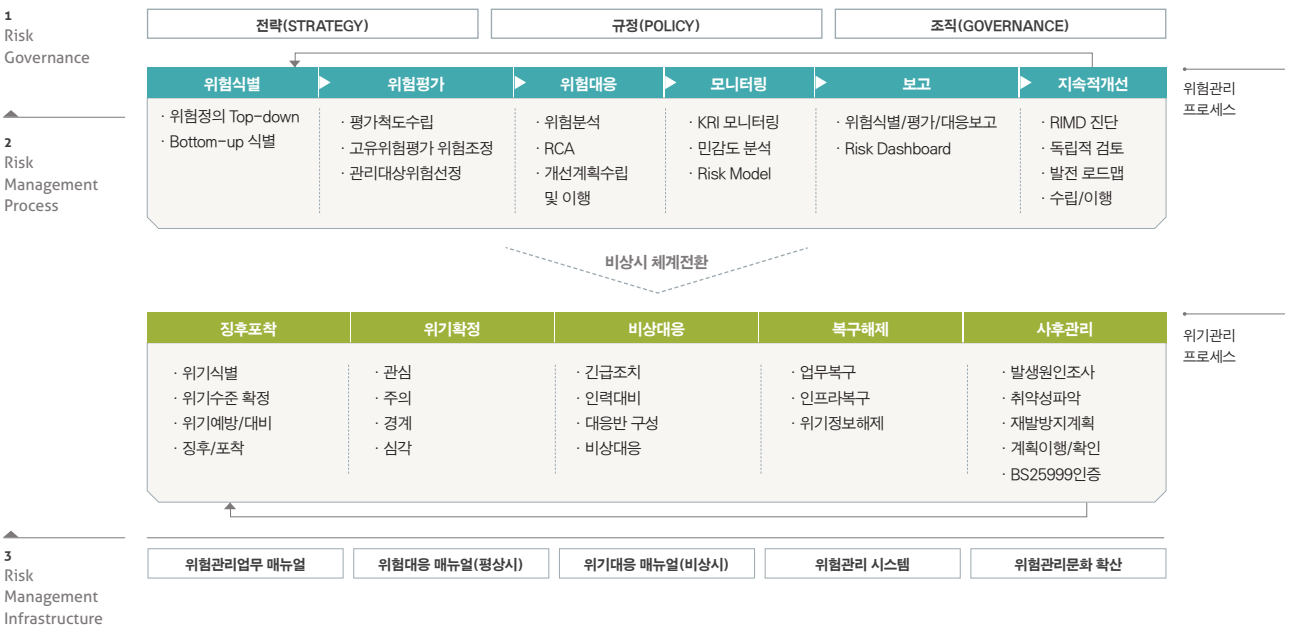 1
Risk
Governance
전략(STRATEGY)
규정(POLICY)
조직(GOVERNANCE)
2
Risk
Management
Process
위험식별
· 위험정의 Top-down
· Bottom-up 식별
위험평가
· 평가척도수립
· 고유위험평가 위험조정
· 관리대상위험선정
위험대응
· 위험분석
· RCA
· 개선계획수립
및 이행
모니터링
· KRI 모니터링
· 민감도 분석
· Risk Model
보고
· 위험식별/평가/대응보고
· Risk Dashboard
지속적개선
· RIMD 진단
· 독립적 검토
· 발전 로드맵
· 수립/이행
위험관리
프로세스
비상시 체계전환
징후포착
· 위기식별
· 위기수준 확정
· 위기예방/대비
· 징후/포착
위기확정
· 관심
· 주의
· 경계
· 심각
비상대응
· 긴급조치
· 인력대비
· 대응반 구성
· 비상대응
복구해제
· 업무복구
· 인프라복구
· 위기정보해제
사후관리
· 발생원인조사
· 취약성파악
· 재발방지계획
· 계획이행/확인
· BS25999인증
위기관리
프로세스
3
Risk
Management
Infrastructure
위험관리업무 매뉴얼
위험대응 매뉴얼(평상시)
위기대응 매뉴얼(비상시)
위험관리 시스템
위험관리문화 확산